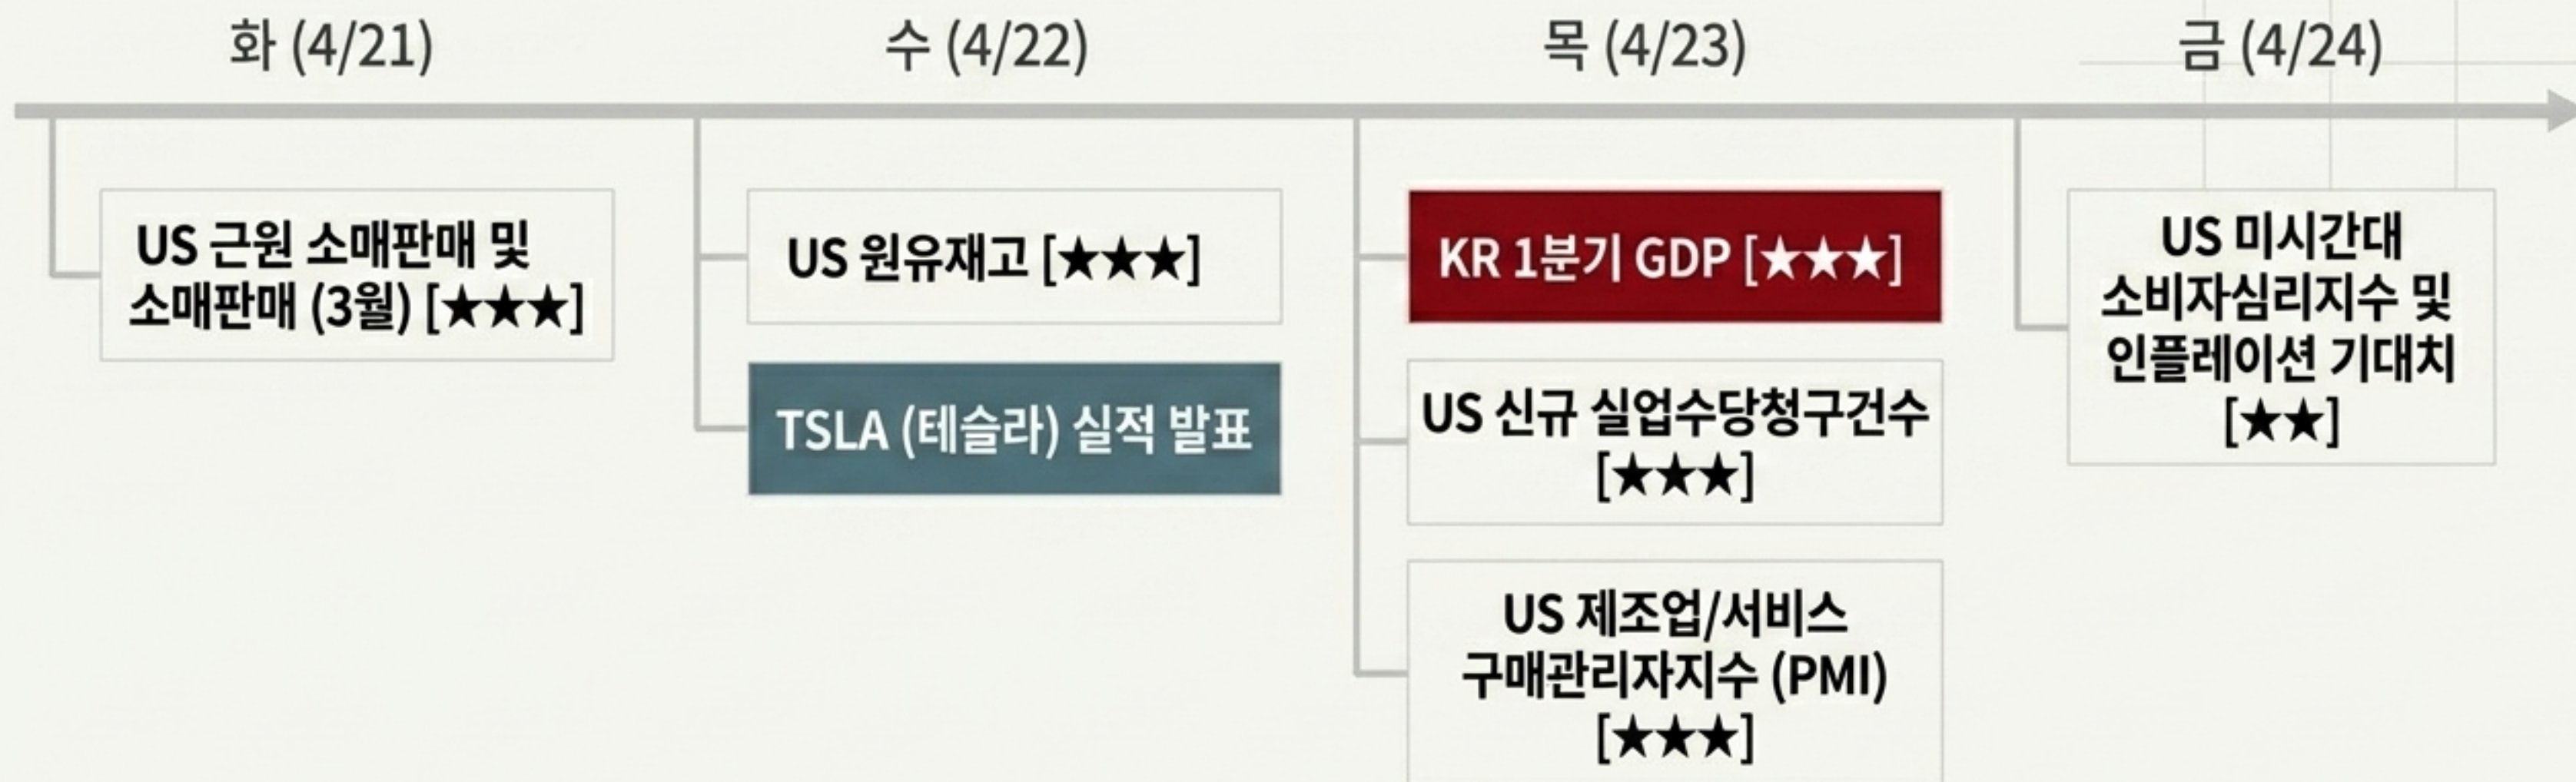 화 (4/21)
수 (4/22)
목 (4/23)
금 (4/24)
US 근원 소매판매 및
소매판매 (3월) [★★★]
US 원유재고 [★★★]
TSLA (테슬라) 실적 발표
KR 1분기 GDP [★★★]
US 신규 실업수당청구건수
[★★★]
US 제조업/서비스
구매관리자지수 (PMI)
[★★★]
US 미시간대
소비자심리지수 및
인플레이션 기대치
[★★]